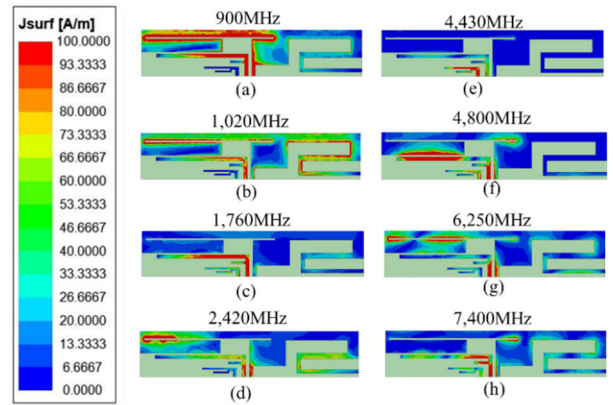 Jsurf [A/m]
100.0000
93.3333
86.6667
80.0000
73.3333
66.6667
60.0000
53.3333
46.6667
40.0000
33.3333
26.6667
20.0000
13.3333
6.6667
0.0000
900MHz
(a)
1,020MHz
(b)
1,760MHz
(c)
2,420MHz
(d)
4,430MHz
(e)
4,800MHz
(f)
6,250MHz
(g)
7,400MHz
(h)